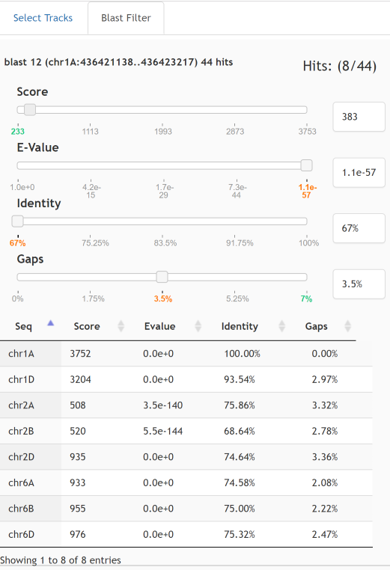 Select Tracks Blast Filter
blast 12 (chr1A:436421138..436423217) 44 hits Hits: (8/44)
Score
383
233 1113 1993 2873 3753
E-Value
1.1e-57
1.0e+0 4.2e-15 1.7e-29 7.3e-44 1.1e-57
Identity
67%
67% 75.25% 83.5% 91.75% 100%
Gaps
3.5%
0% 1.75% 3.5% 5.25% 7%
Seq Score Evalue Identity Gaps
chr1A 3752 0.0e+0 100.00% 0.00%
chr1D 3204 0.0e+0 93.54% 2.97%
chr2A 508 3.5e-140 75.86% 3.32%
chr2B 520 5.5e-144 68.64% 2.78%
chr2D 935 0.0e+0 74.64% 3.36%
chr6A 933 0.0e+0 74.58% 2.08%
chr6B 955 0.0e+0 75.00% 2.22%
chr6D 976 0.0e+0 75.32% 2.47%
Showing 1 to 8 of 8 entries